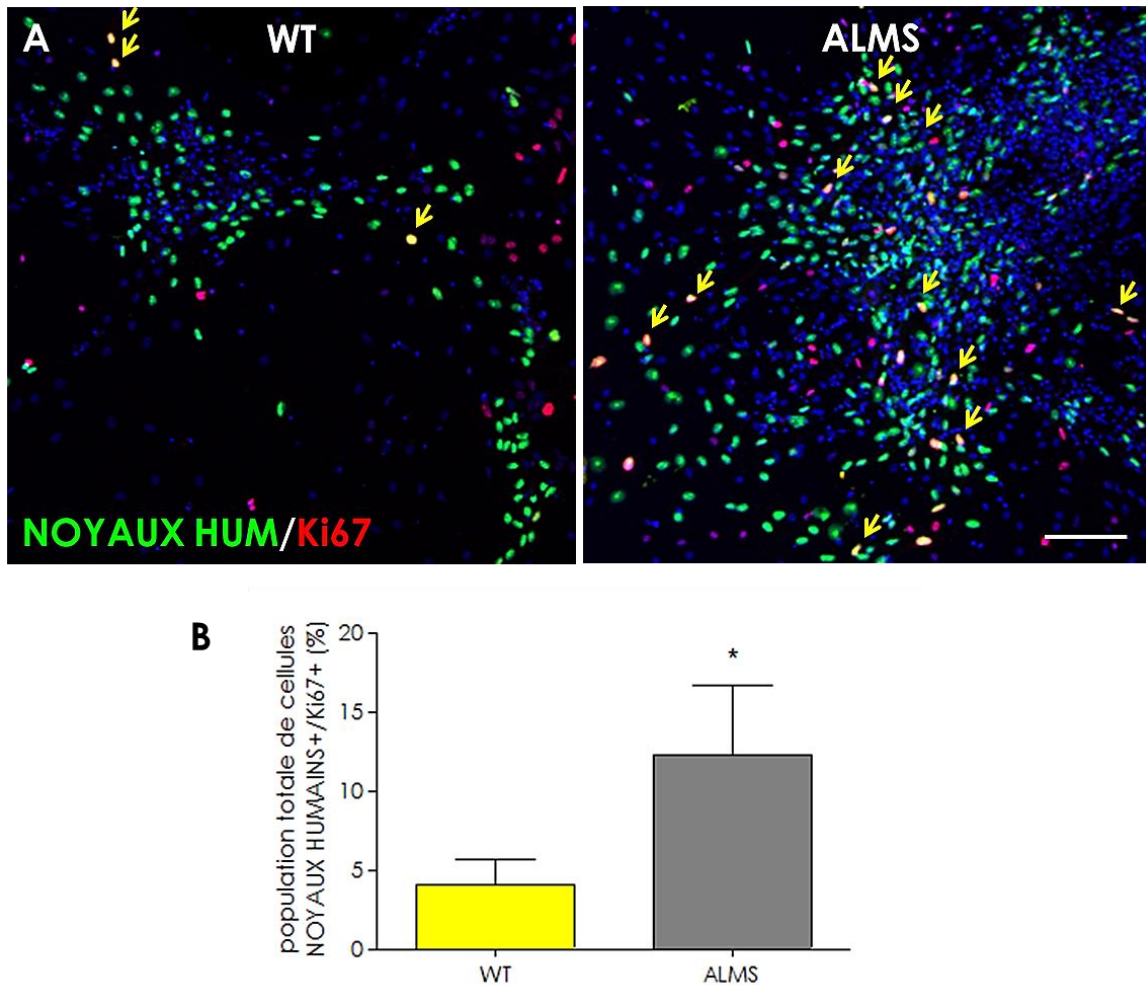 A
WT
ALMS
NOYAUX HUM/Ki67
B
population totale de cellules
NOYAUX HUMAINS+/Ki67+ (%)
20
15
10
5
0
*
WT
ALMS